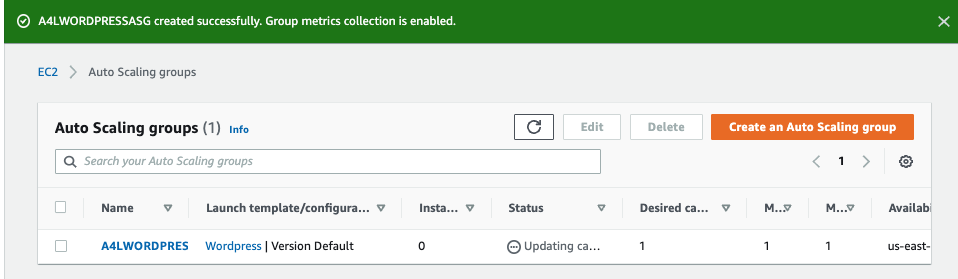 A4LWORDPRESSASG created successfully. Group metrics collection is enabled.
EC2 Auto Scaling groups
Auto Scaling groups (1) Info Edit Delete Create an Auto Scaling group
Search your Auto Scaling groups 1
Name Launch template/configura... Insta... Status Desired ca... M... M... Availabi
A4LWORDPRES Wordpress | Version Default 0 Updating ca... 1 1 1 us-east-